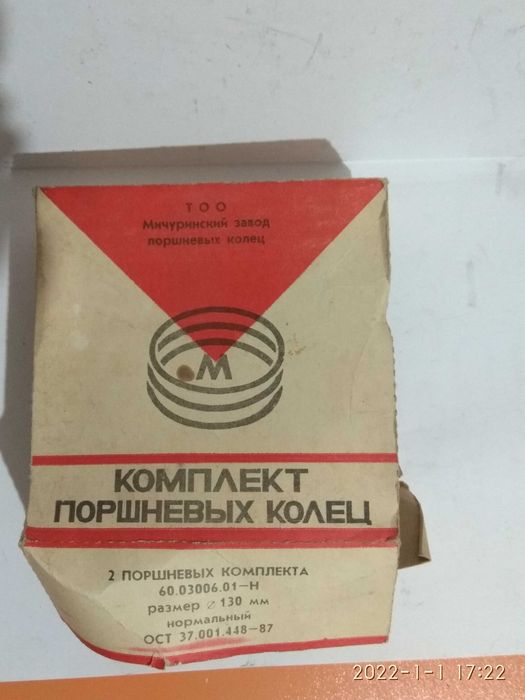 ТОО
Мичуринский завод
поршневых колец
М
КОМПЛЕКТ
ПОРШНЕВЫХ КОЛЕЦ
2 ПОРШНЕВЫХ КОМПЛЕКТА
60.03006.01-Н
размер ⌀ 130 мм
нормальный
ОСТ 37.001.448-87
2022-1-1 17:22